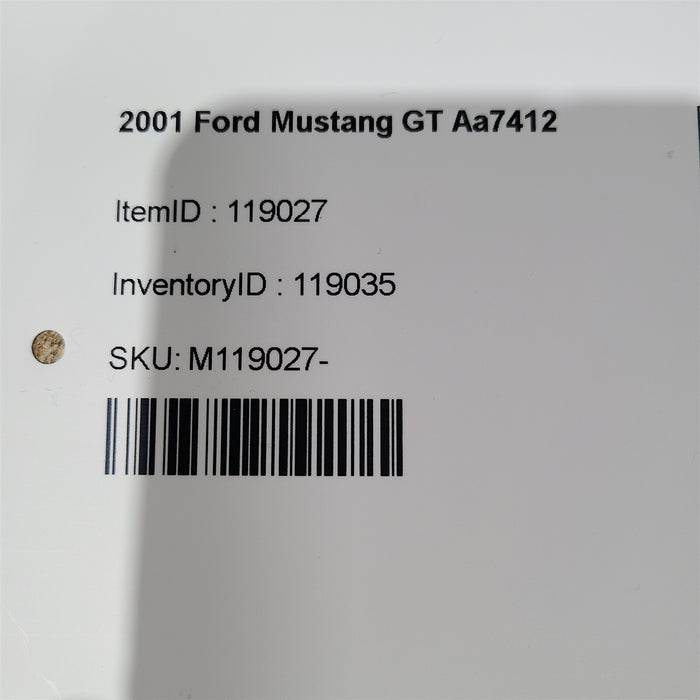 2001 Ford Mustang GT Aa7412
ItemID : 119027
InventoryID : 119035
SKU: M119027-